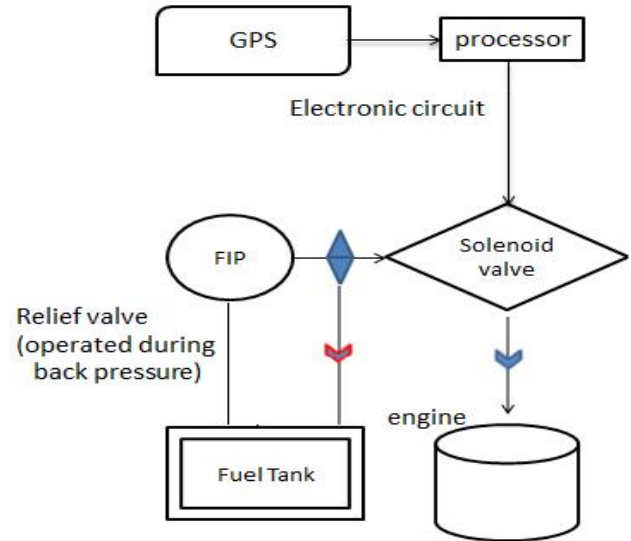 GPS
processor
Electronic circuit
Solenoid
valve
FIP
Relief valve
(operated during
back pressure)
engine
Fuel Tank